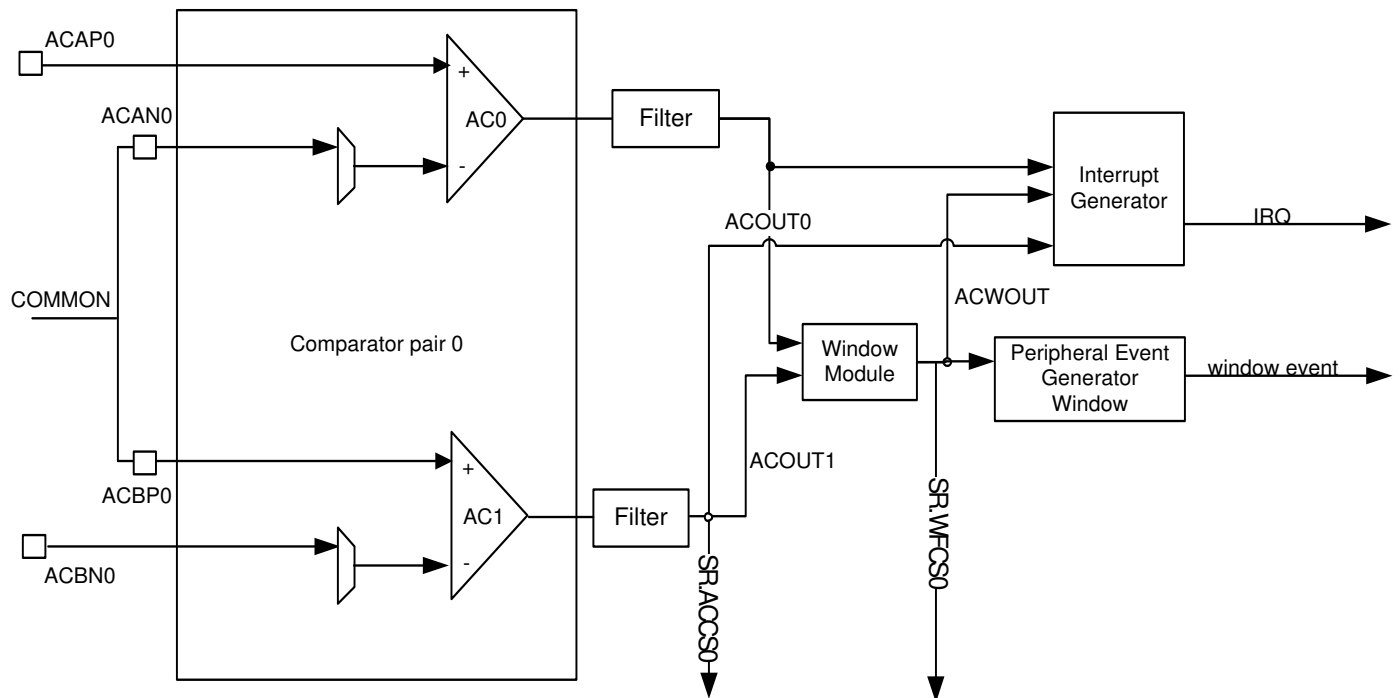 ACAP0
+
ACAN0
AC0
-
Filter
Interrupt
Generator
IRQ
ACOUT0
COMMON
ACWOUT
Comparator pair 0
Window
Module
Peripheral Event
Generator
Window
window event
ACBP0
+
ACOUT1
AC1
Filter
-
ACBN0
SR.ACCS0
SR.WFCS0